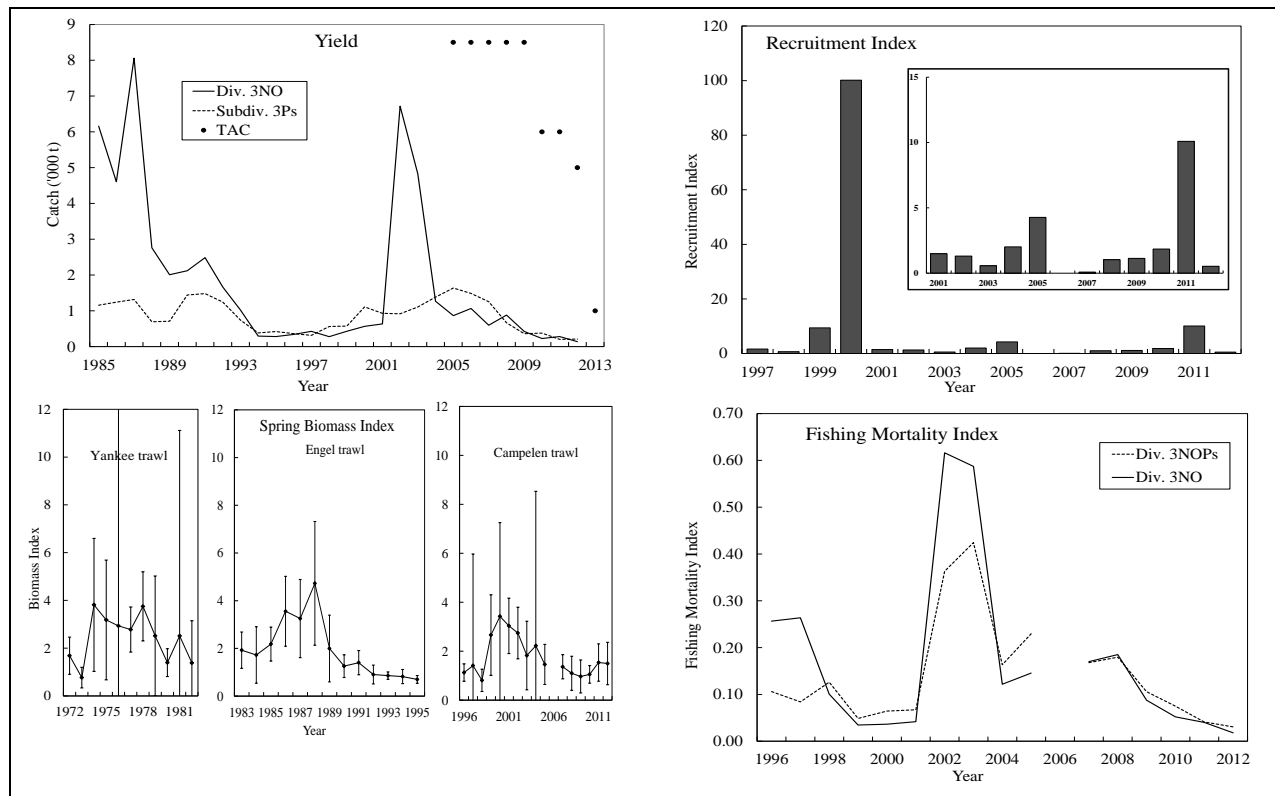 Yield
Catch ('000 t)
9
8
7
6
5
4
3
2
1
0
Div. 3NO
Subdiv. 3Ps
TAC
1985 1989 1993 1997 2001 2005 2009 2013
Year
Recruitment Index
Recruitment Index
120
100
80
60
40
20
0
15
10
5
0
2001 2003 2005 2007 2009 2011
1997 1999 2001 2003 2005 2007 2009 2011
Year
Spring Biomass Index
Biomass Index
12
10
8
6
4
2
0
Yankee trawl
1972 1975 1978 1981
12
10
8
6
4
2
0
Engel trawl
1983 1985 1987 1989 1991 1993 1995
Year
12
10
8
6
4
2
0
Campelen trawl
1996 2001 2006 2011
Fishing Mortality Index
Fishing Mortality Index
0.70
0.60
0.50
0.40
0.30
0.20
0.10
0.00
Div. 3NOPs
Div. 3NO
1996 1998 2000 2002 2004 2006 2008 2010 2012
Year